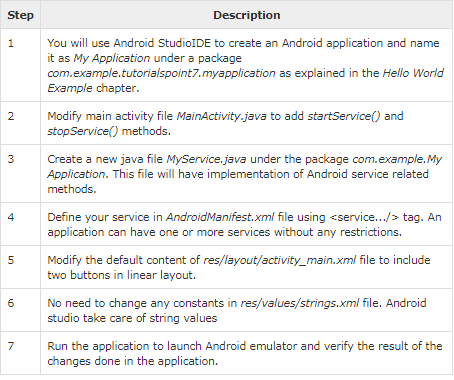 Step Description
1 You will use Android StudioIDE to create an Android application and name
it as My Application under a package
com.example.tutorialspoint7.myapplication as explained in the Hello World
Example chapter.
2 Modify main activity file MainActivity.java to add startService() and
stopService() methods.
3 Create a new java file MyService.java under the package com.example.My
Application. This file will have implementation of Android service related
methods.
4 Define your service in AndroidManifest.xml file using <service.../> tag. An
application can have one or more services without any restrictions.
5 Modify the default content of res/layout/activity_main.xml file to include
two buttons in linear layout.
6 No need to change any constants in res/values/strings.xml file. Android
studio take care of string values
7 Run the application to launch Android emulator and verify the result of the
changes done in the application.